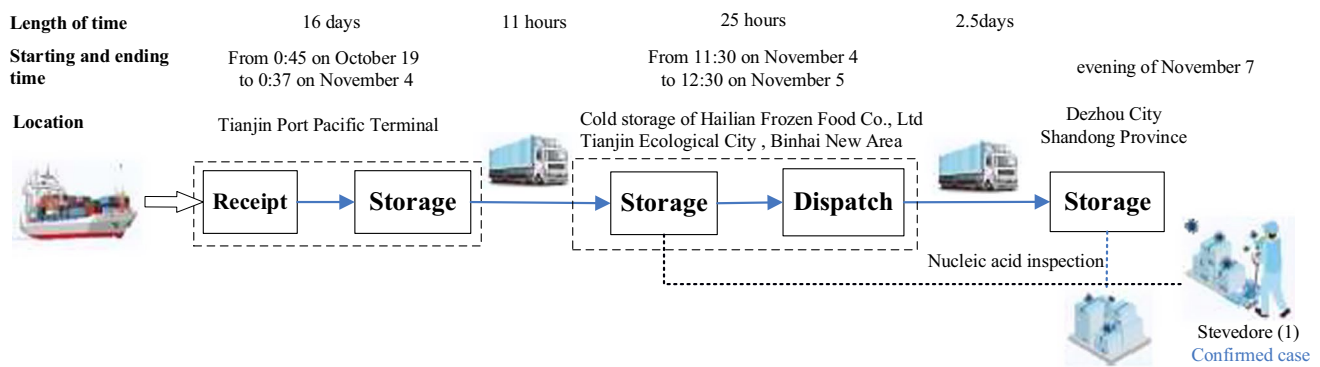 Length of time
16 days
11 hours
25 hours
2.5days
Starting and ending
time
From 0:45 on October 19
to 0:37 on November 4
From 11:30 on November 4
to 12:30 on November 5
evening of November 7
Location
Tianjin Port Pacific Terminal
Cold storage of Hailian Frozen Food Co., Ltd
Tianjin Ecological City , Binhai New Area
Dezhou City
Shandong Province
Receipt
Storage
Storage
Dispatch
Storage
Nucleic acid inspection
Stevedore (1)
Confirmed case